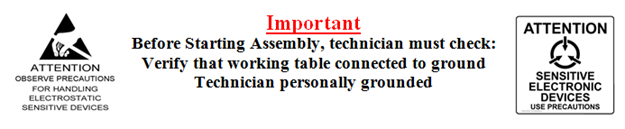 ATTENTION
OBSERVE PRECAUTIONS
FOR HANDLING
ELECTROSTATIC
SENSITIVE DEVICES
Important
Before Starting Assembly, technician must check:
Verify that working table connected to ground
Technician personally grounded
ATTENTION
SENSITIVE
ELECTRONIC
DEVICES
USE PRECAUTIONS